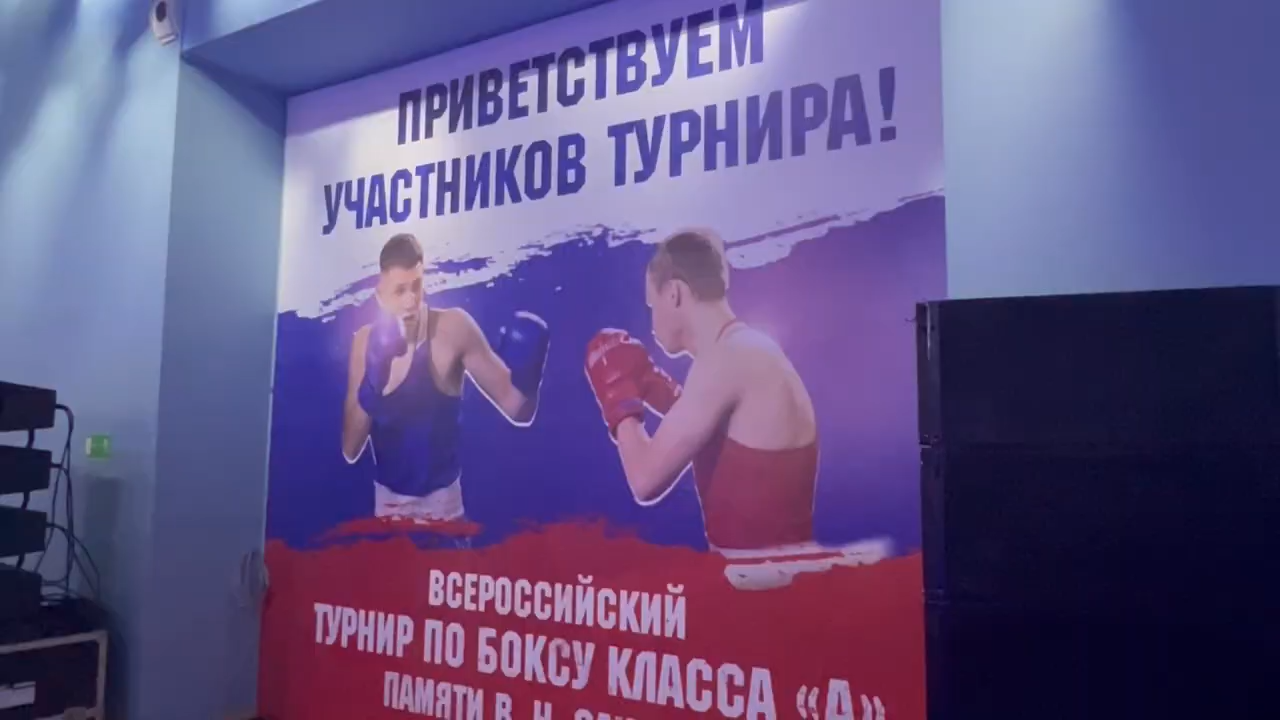 ПРИВЕТСТВУЕМ
УЧАСТНИКОВ ТУРНИРА!
ВСЕРОССИЙСКИЙ
ТУРНИР ПО БОКСУ КЛАССА «А»
ПАМЯТИ В. Н.